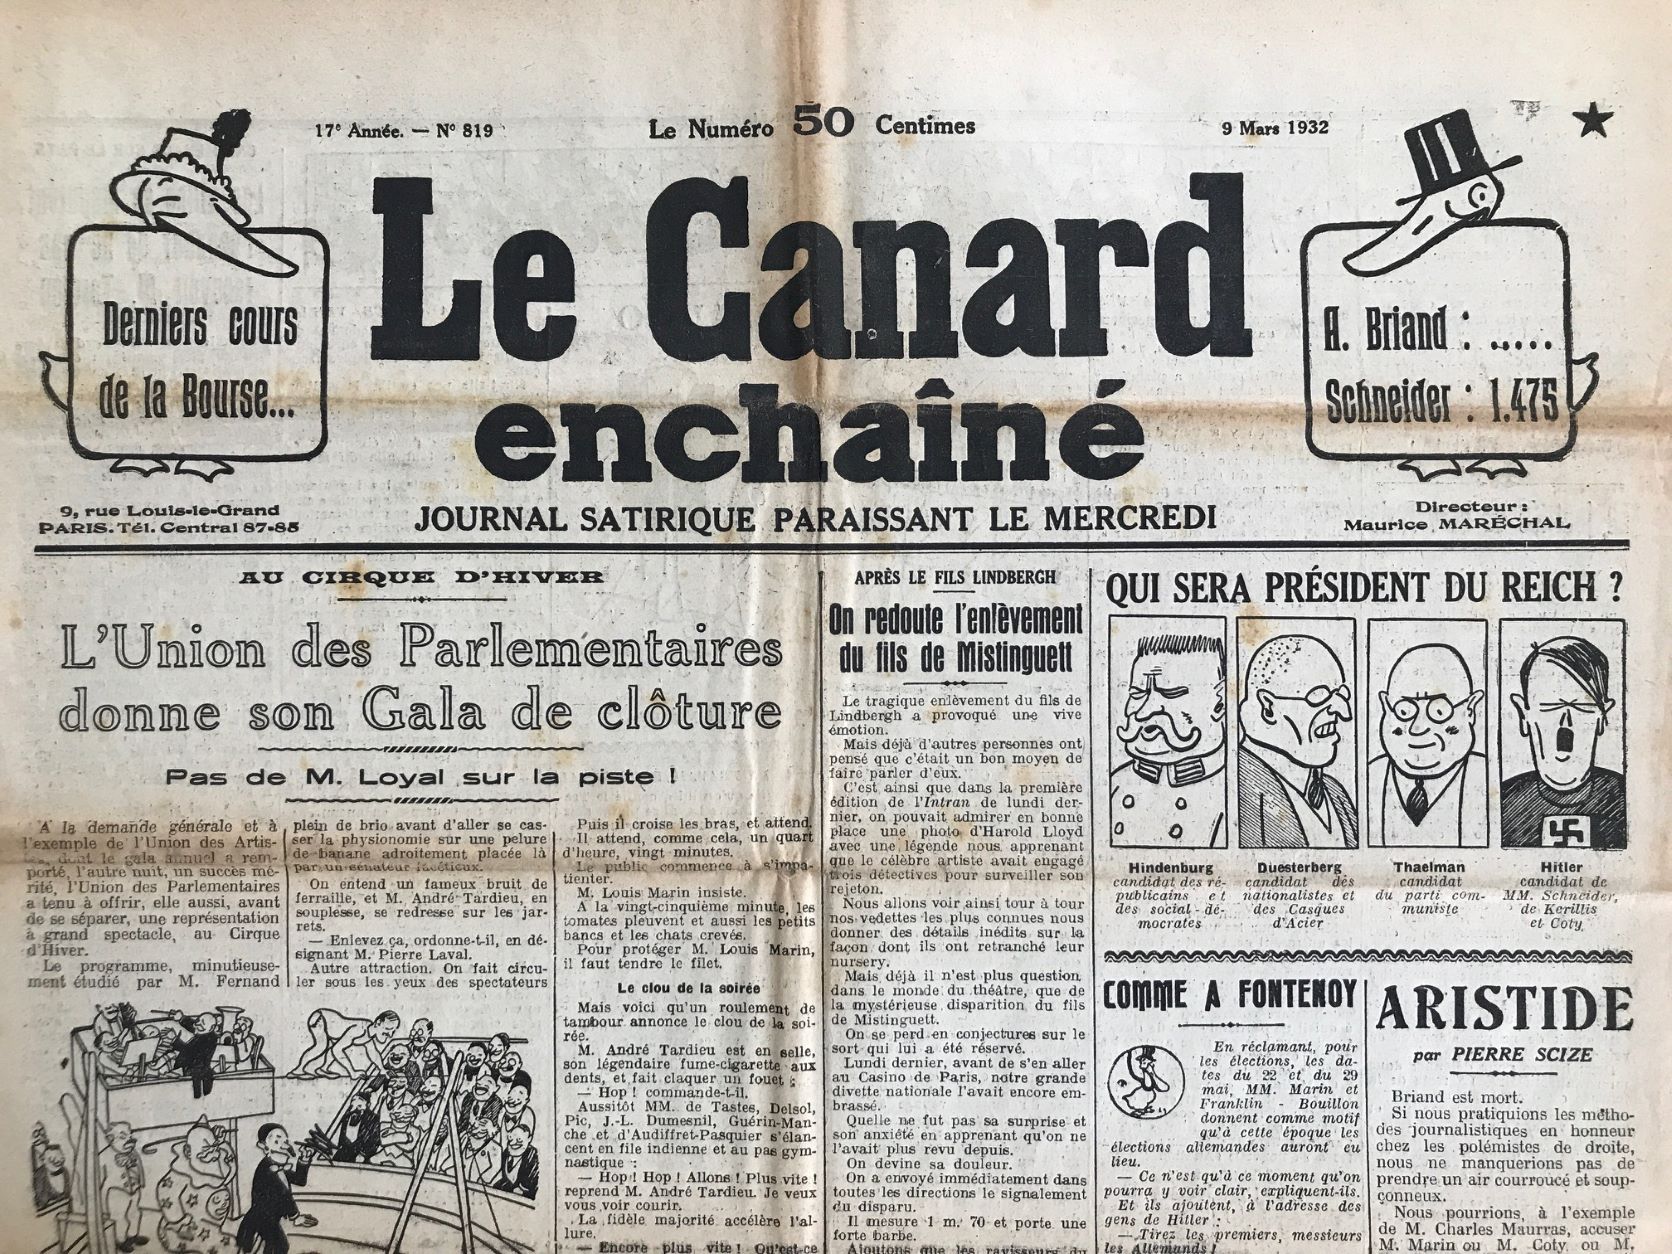 17e Année. — N° 819
Le Numéro 50 Centimes
9 Mars 1932
Derniers cours
de la Bourse...
Le Canard
enchaîné
A. Briand : .....
Schneider : 1.475
9, rue Louis-le-Grand
PARIS. Tél. Central 87-85
JOURNAL SATIRIQUE PARAISSANT LE MERCREDI
Directeur :
Maurice MARÉCHAL
AU CIRQUE D'HIVER
L'Union des Parlementaires
donne son Gala de clôture
Pas de M. Loyal sur la piste !
A la demande générale et à
l'exemple de l'Union des Artis-
tes, dont le gala annuel a rem-
porté, l'autre nuit, un succès mé-
rité, l'Union des Parlementaires
a tenu à offrir, elle aussi, avant
de se séparer, une représentation
à grand spectacle, au Cirque
d'Hiver.
Le programme, minutieuse-
ment étudié par M. Fernand
plein de brio avant d'aller se cas-
ser la physionomie sur une pelure
de banane adroitement placée là
par un sénateur facétieux.
On entend un fameux bruit de
ferraille, et M. André Tardieu, en
souplesse, se redresse sur les jar-
rets.
— Enlevez ça, ordonne-t-il, en dé-
signant M. Pierre Laval.
Autre attraction. On fait circu-
ler sous les yeux des spectateurs
Puis il croise les bras, et attend.
Il attend, comme cela, un quart
d'heure, vingt minutes.
Le public commence à s'impa-
tienter.
M. Louis Marin insiste.
A la vingt-cinquième minute, les
tomates pleuvent et aussi les petits
bancs et les chats crevés.
Pour protéger M. Louis Marin,
il faut tendre le filet.
Le clou de la soirée
Mais voici qu'un roulement de
tambour annonce le clou de la soi-
rée.
M. André Tardieu est en selle,
son légendaire fume-cigarette aux
dents, et fait claquer un fouet :
— Hop ! commande-t-il.
Aussitôt MM. de Tastes, Delsol,
Pic, J.-L. Dumesnil, Guérin-Man-
che et d'Audiffret-Pasquier s'élan-
cent en file indienne et au pas gym-
nastique :
— Hop ! Hop ! Allons ! Plus vite !
reprend M. André Tardieu. Je veux
vous voir courir.
La fidèle majorité accélère l'al-
lure.
— Encore plus vite ! Qu'est-ce
APRÈS LE FILS LINDBERGH
On redoute l'enlèvement
du fils de Mistinguett
Le tragique enlèvement du fils de
Lindbergh a provoqué une vive
émotion.
Mais déjà d'autres personnes ont
pensé que c'était un bon moyen de
faire parler d'eux.
C'est ainsi que dans la première
édition de l'Intran de lundi der-
nier, on pouvait admirer en bonne
place une photo d'Harold Lloyd
avec une légende nous apprenant
que le célèbre artiste avait engagé
trois détectives pour surveiller son
rejeton.
Nous allons voir ainsi tour à tour
nos vedettes les plus connues nous
donner des détails inédits sur la
façon dont ils ont retranché leur
nursery.
Mais déjà il n'est plus question
dans le monde du théâtre, que de
la mystérieuse disparition du fils
de Mistinguett.
On se perd en conjectures sur le
sort qui lui a été réservé.
Lundi dernier, avant de s'en aller
au Casino de Paris, notre grande
divette nationale l'avait encore em-
brassé.
Quelle ne fut pas sa surprise et
son anxiété en apprenant qu'on ne
l'avait plus revu depuis.
On devine sa douleur.
On a envoyé immédiatement dans
toutes les directions le signalement
du disparu.
Il mesure 1 m. 70 et porte une
forte barbe.
Ajoutons que les ravisseurs du
QUI SERA PRÉSIDENT DU REICH ?
Hindenburg
candidat des ré-
publicains et
des social-dé-
mocrates
Duesterberg
candidat des
nationalistes et
des Casques
d'Acier
Thaelman
candidat
du parti com-
muniste
Hitler
candidat de
MM. Schneider,
de Kerillis
et Coty
COMME A FONTENOY
En réclamant, pour
les élections, les da-
tes du 22 et du 29
mai, MM. Marin et
Franklin - Bouillon
donnent comme motif
qu'à cette époque les
élections allemandes auront eu
lieu.
— Ce n'est qu'à ce moment qu'on
pourra y voir clair, expliquent-ils.
Et ils ajoutent, à l'adresse des
gens de Hitler :
— Tirez les premiers, messieurs
les Allemands !
ARISTIDE
par PIERRE SCIZE
Briand est mort.
Si nous pratiquions les métho-
des journalistiques en honneur
chez les polémistes de droite,
nous ne manquerions pas de
prendre un air courroucé et soup-
çonneux.
Nous pourrions, à l'exemple
de M. Charles Maurras, accuser
M. Marin ou M. Coty ou M.